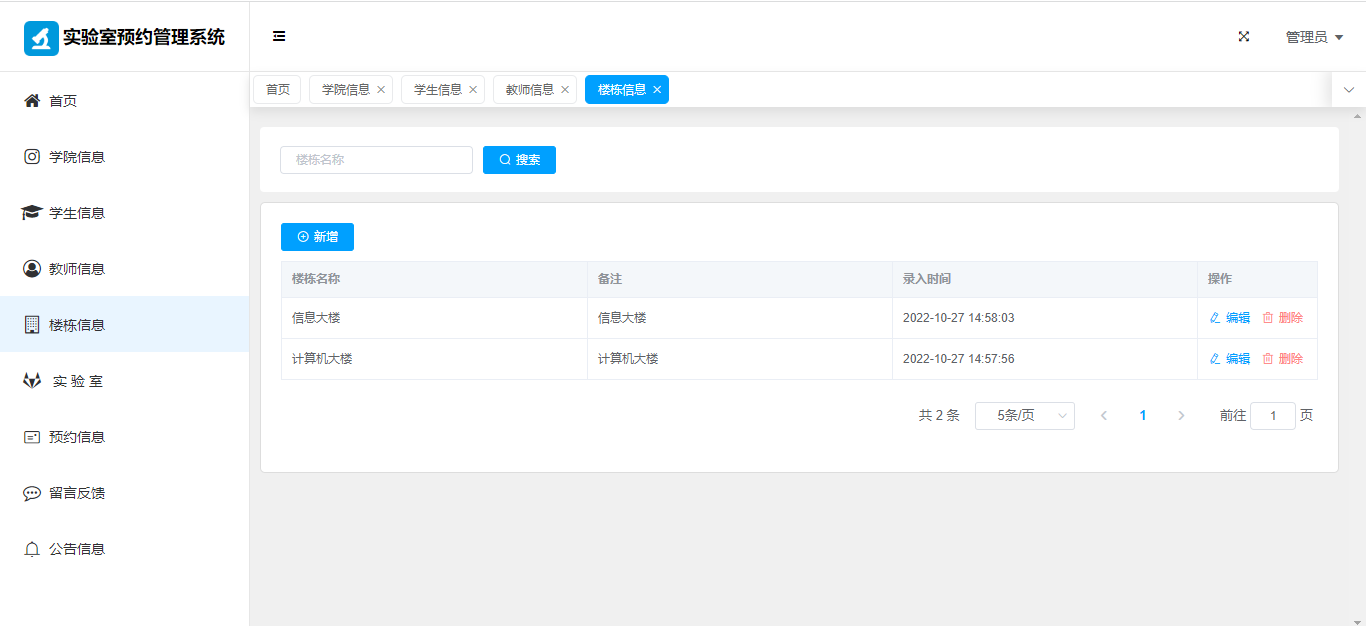 实验室预约管理系统
管理员
首页 学院信息 学生信息 教师信息 楼栋信息
首页
学院信息
学生信息
教师信息
楼栋信息
实 验 室
预约信息
留言反馈
公告信息
楼栋名称 搜索
新增
楼栋名称 备注 录入时间 操作
信息大楼 信息大楼 2022-10-27 14:58:03 编辑 删除
计算机大楼 计算机大楼 2022-10-27 14:57:56 编辑 删除
共 2 条 5条/页 1 前往 1 页